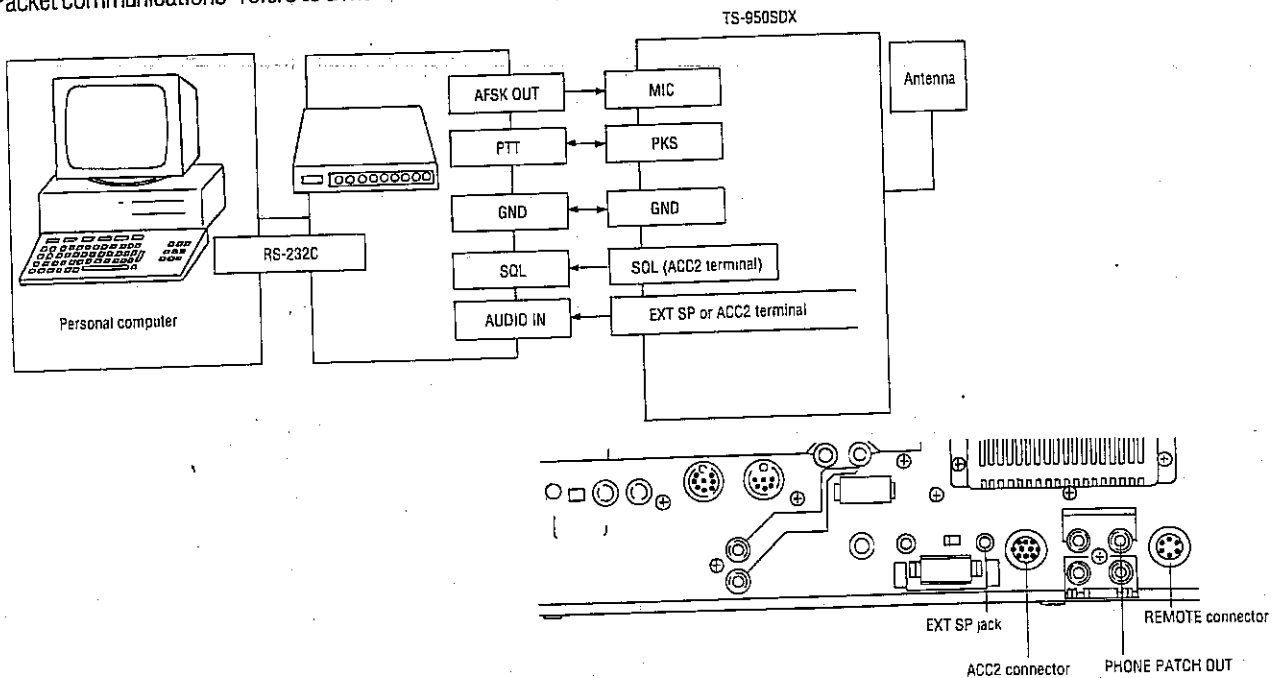 TS-950SDX
AFSK OUT
MIC
Antenna
PTT
PKS
GND
GND
RS-232C
SQL
SQL (ACC2 terminal)
AUDIO IN
EXT SP or ACC2 terminal
Personal computer
EXT SP jack
REMOTE connector
ACC2 connector
PHONE PATCH OUT